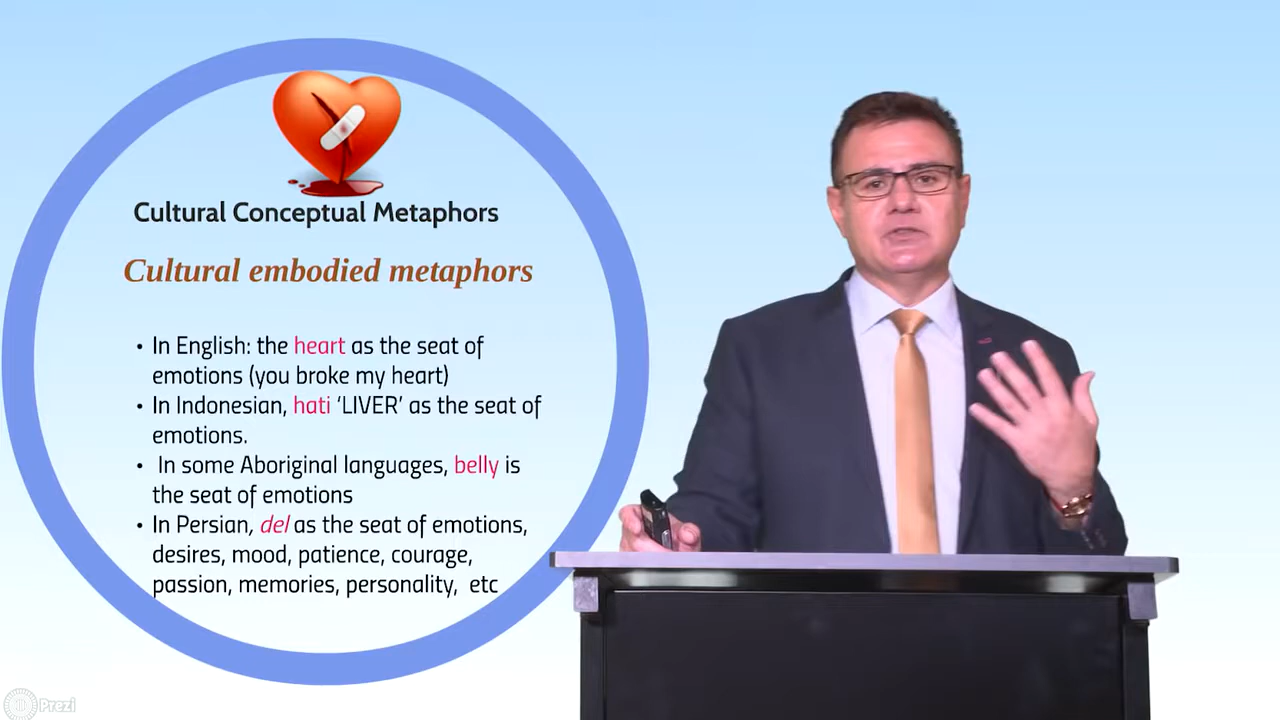 Cultural Conceptual Metaphors
Cultural embodied metaphors
• In English: the heart as the seat of
emotions (you broke my heart)
• In Indonesian, hati ‘LIVER’ as the seat of
emotions.
• In some Aboriginal languages, belly is
the seat of emotions
• In Persian, del as the seat of emotions,
desires, mood, patience, courage,
passion, memories, personality, etc
Prezi